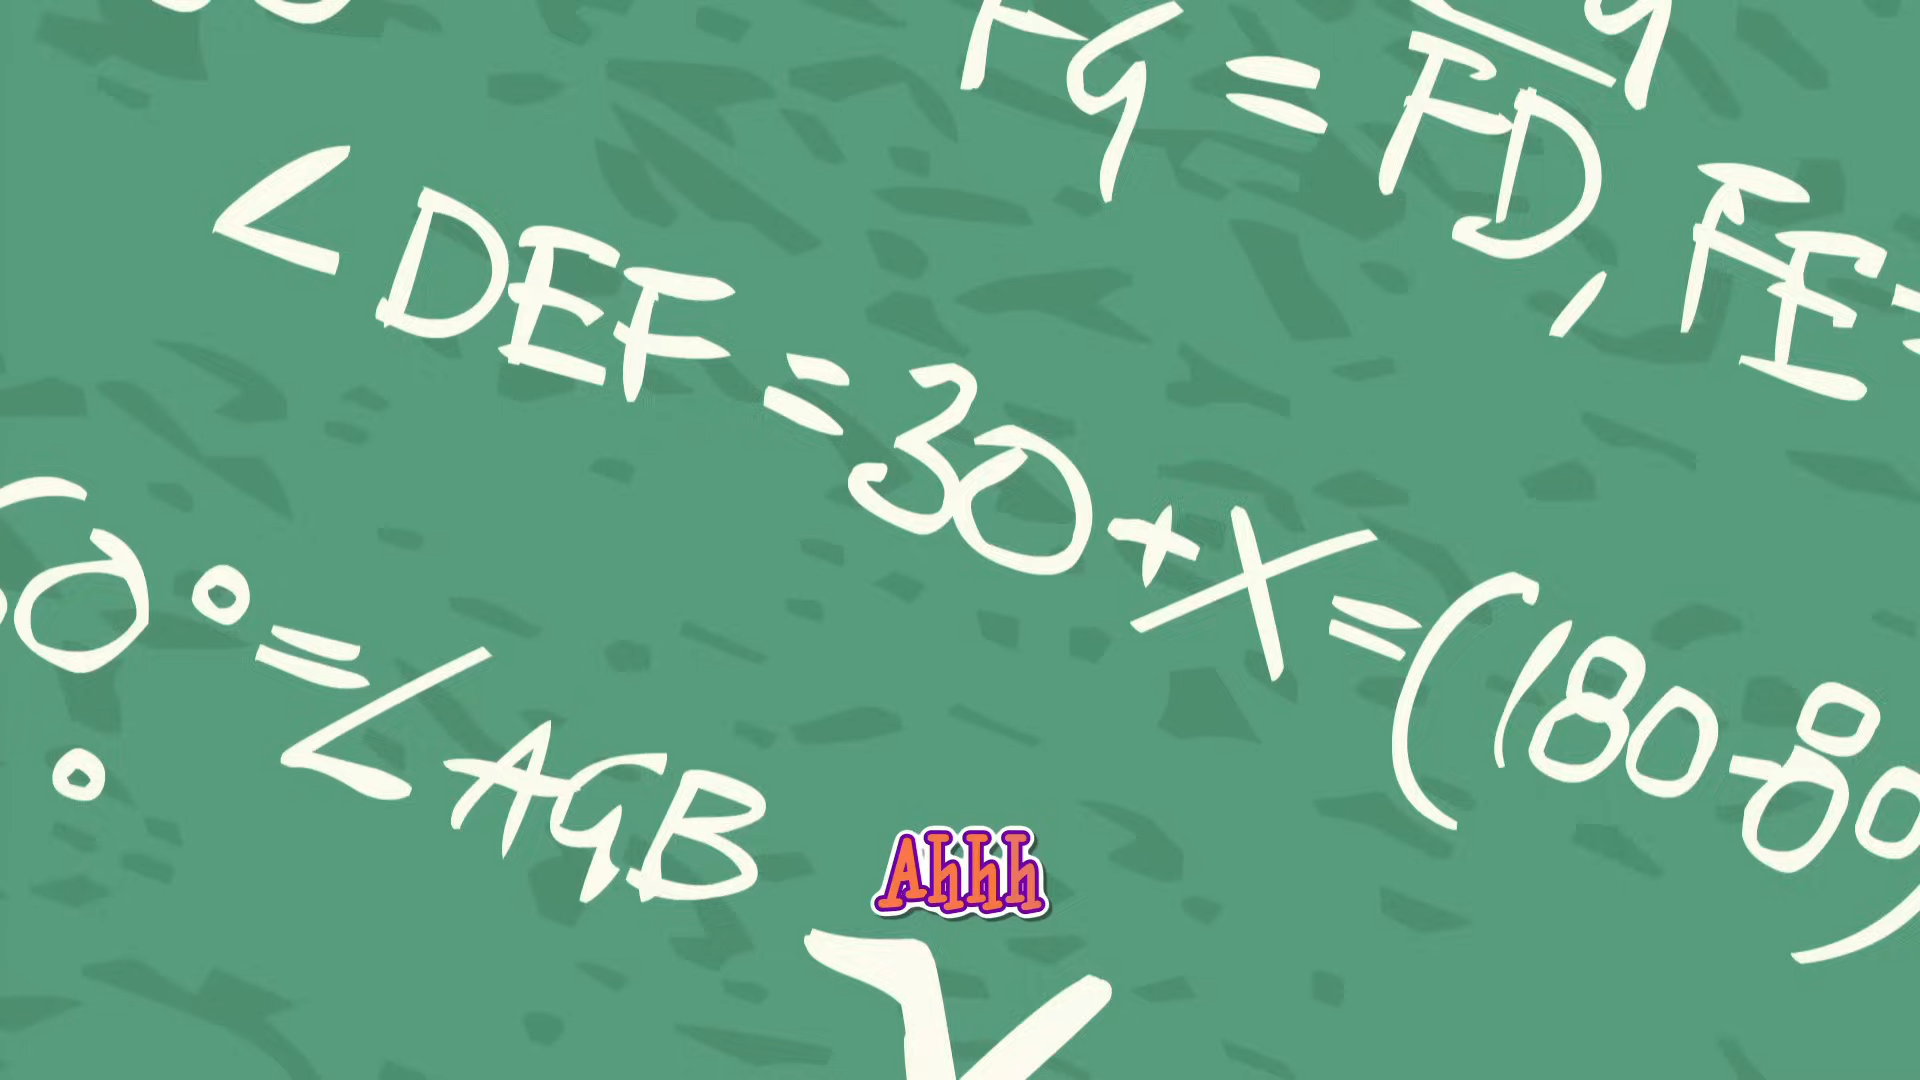 FG = FD, FE =
∠DEF = 30 + X = (180-80)
0° = ∠AGB
Ahhh